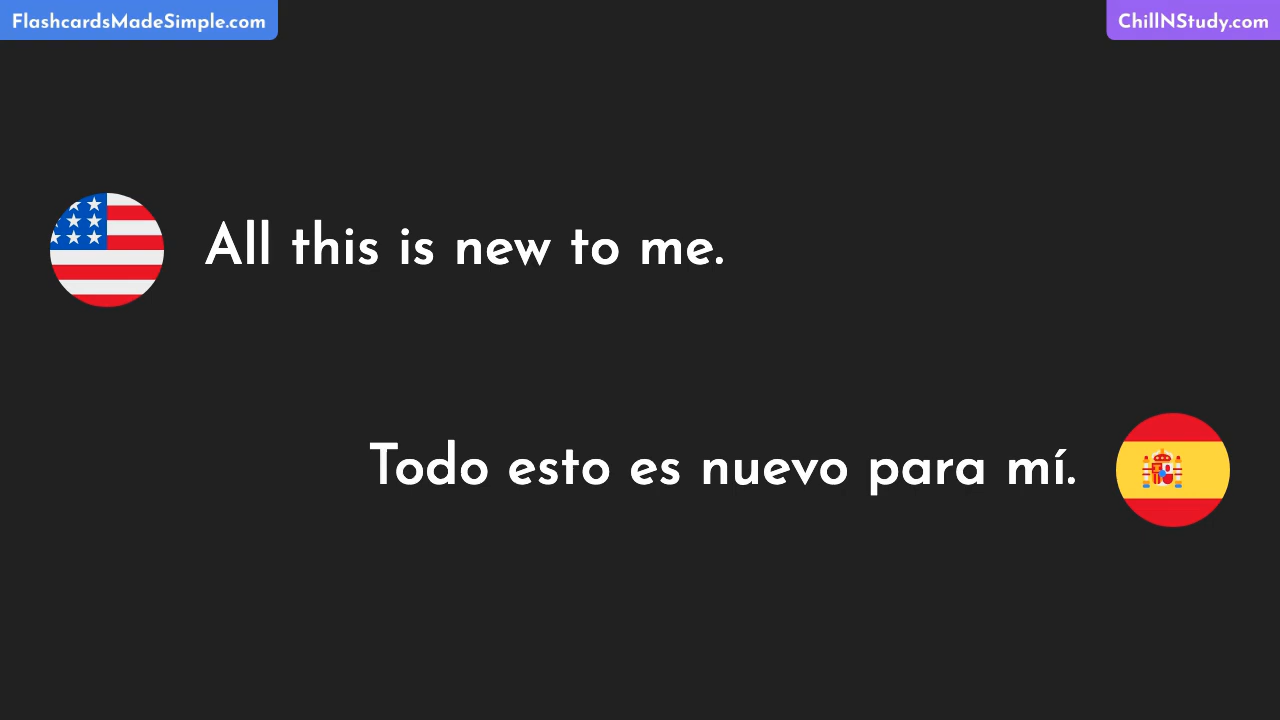 FlashcardsMadeSimple.com
ChillNStudy.com
All this is new to me.
Todo esto es nuevo para mí.